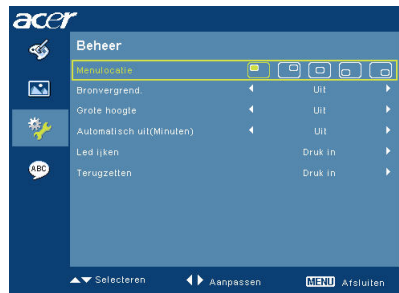 acer
Beheer
Menulocatie
Bronvergrend. Uit
Grote hoogte Uit
Automatisch uit(Minuten) Uit
Led ijken Druk in
Terugzetten Druk in
ABC
Selecteren Aanpassen MENU Afsluiten